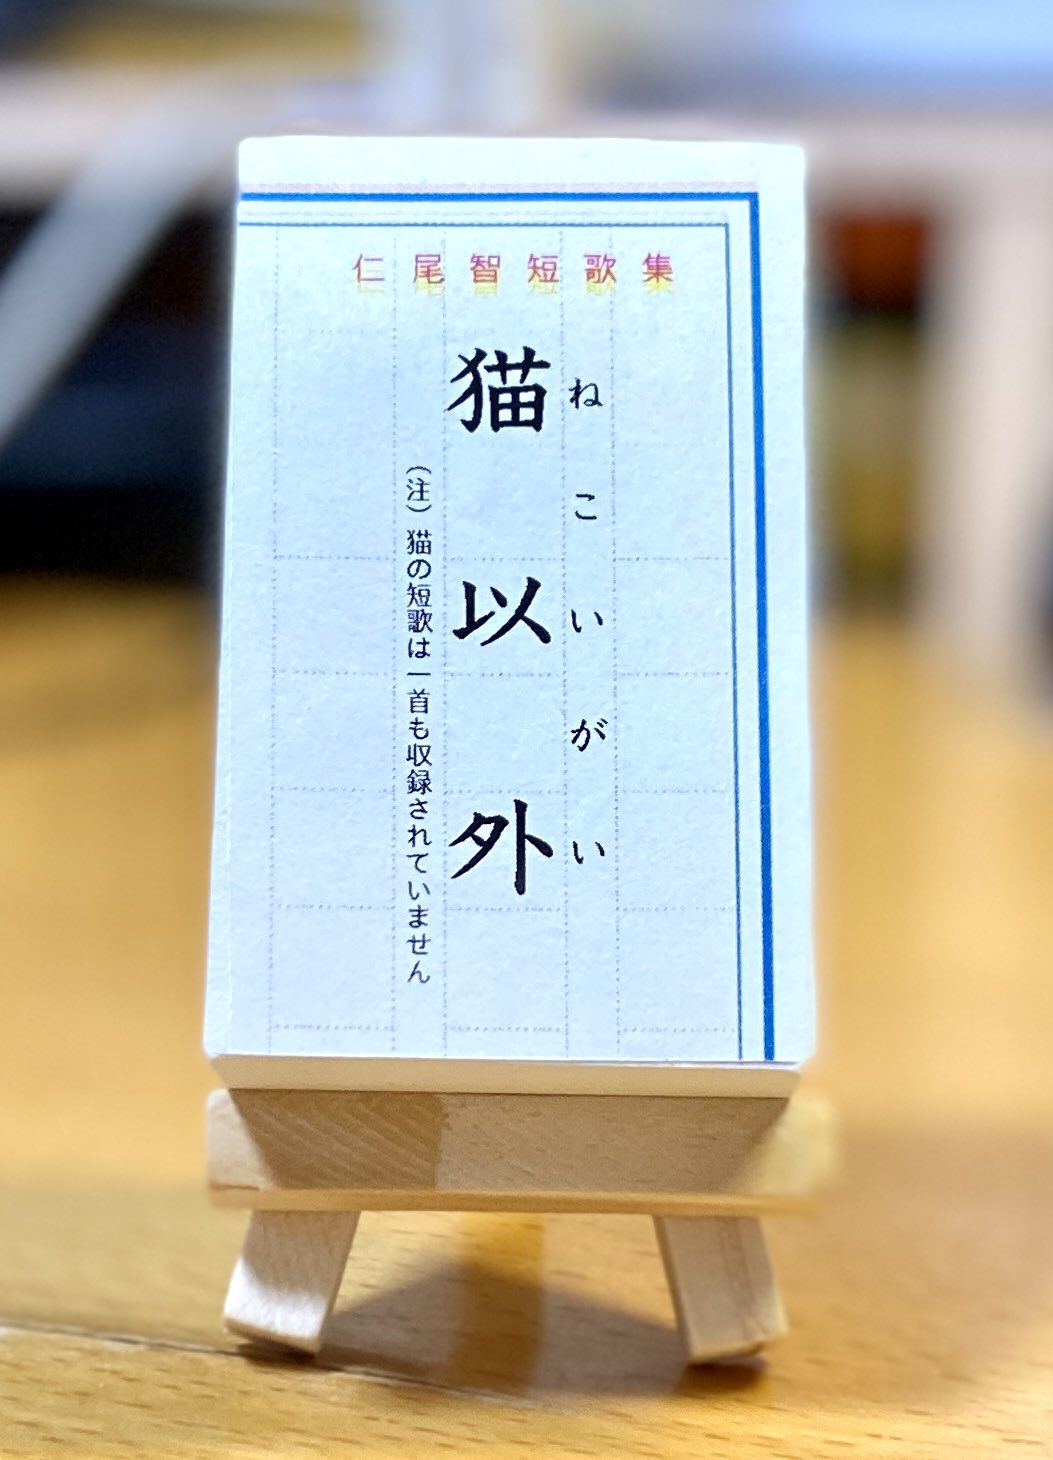 仁尾智短歌集
ねこいがい
猫以外
（注）猫の短歌は一首も収録されていません